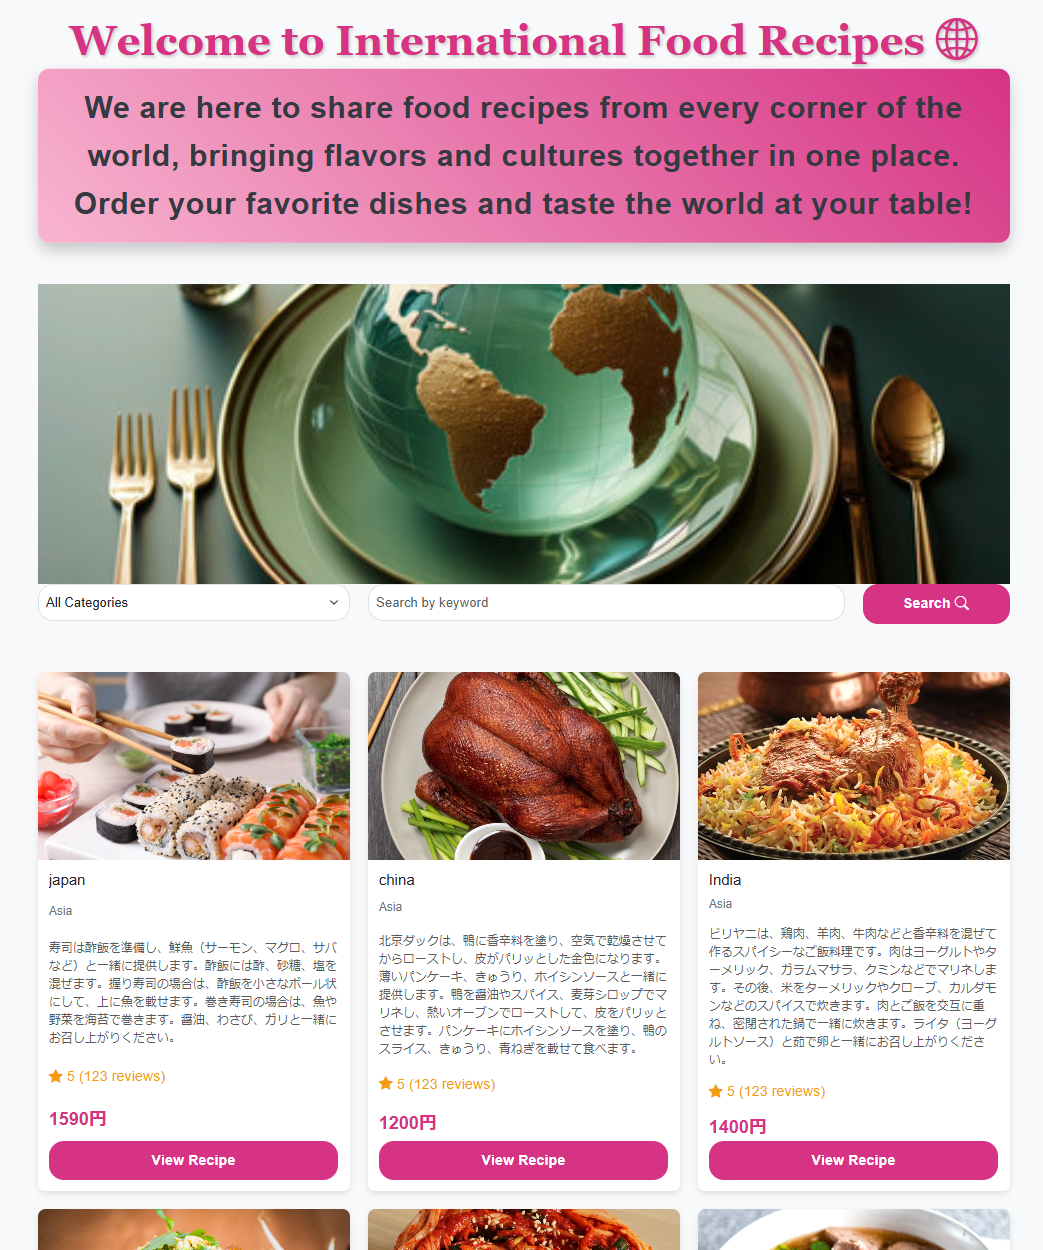 Welcome to International Food Recipes
We are here to share food recipes from every corner of the
world, bringing flavors and cultures together in one place.
Order your favorite dishes and taste the world at your table!
All Categories
Search by keyword
Search
japan
Asia
寿司は酢飯を準備し、鮮魚（サーモン、マグロ、サバ
など）と一緒に提供します。酢飯には酢、砂糖、塩を
混ぜます。握り寿司の場合は、酢飯を小さなボール状
にして、上に魚を載せます。巻き寿司の場合は、魚や
野菜を海苔で巻きます。醤油、わさび、ガリと一緒に
お召し上がりください。
5 (123 reviews)
1590円
View Recipe
china
Asia
北京ダックは、鴨に香辛料を塗り、空気で乾燥させて
からローストし、皮がパリッとした金色になります。
薄いパンケーキ、きゅうり、ホイシンソースと一緒に
提供します。鴨を醤油やスパイス、麦芽シロップでマ
リネし、熱いオーブンでローストして、皮をパリッと
させます。パンケーキにホイシンソースを塗り、鴨の
スライス、きゅうり、青ねぎを載せて食べます。
5 (123 reviews)
1200円
View Recipe
India
Asia
ビリヤニは、鶏肉、羊肉、牛肉などと香辛料を混ぜて
作るスパイシーなご飯料理です。肉はヨーグルトやタ
ーメリック、ガラムマサラ、クミンなどでマリネしま
す。その後、米をターメリックやクローブ、カルダモ
ンなどのスパイスで炊きます。肉とご飯を交互に重
ね、密閉された鍋で一緒に炊きます。ライタ（ヨーグ
ルトソース）と茹で卵と一緒にお召し上がりくださ
い。
5 (123 reviews)
1400円
View Recipe